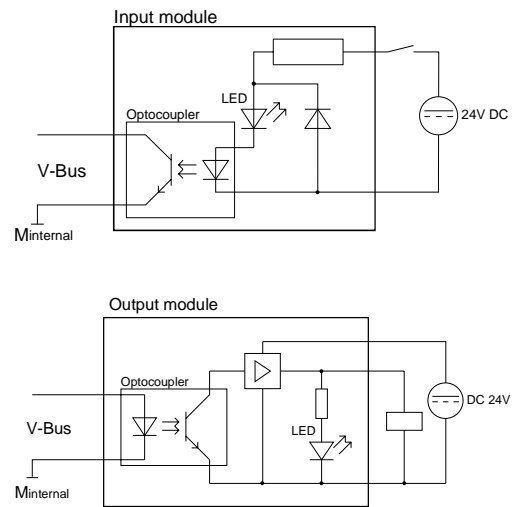 Input module
LED
Optocoupler
24V DC
V-Bus
Minternal
Output module
Optocoupler
DC 24V
V-Bus
LED
Minternal